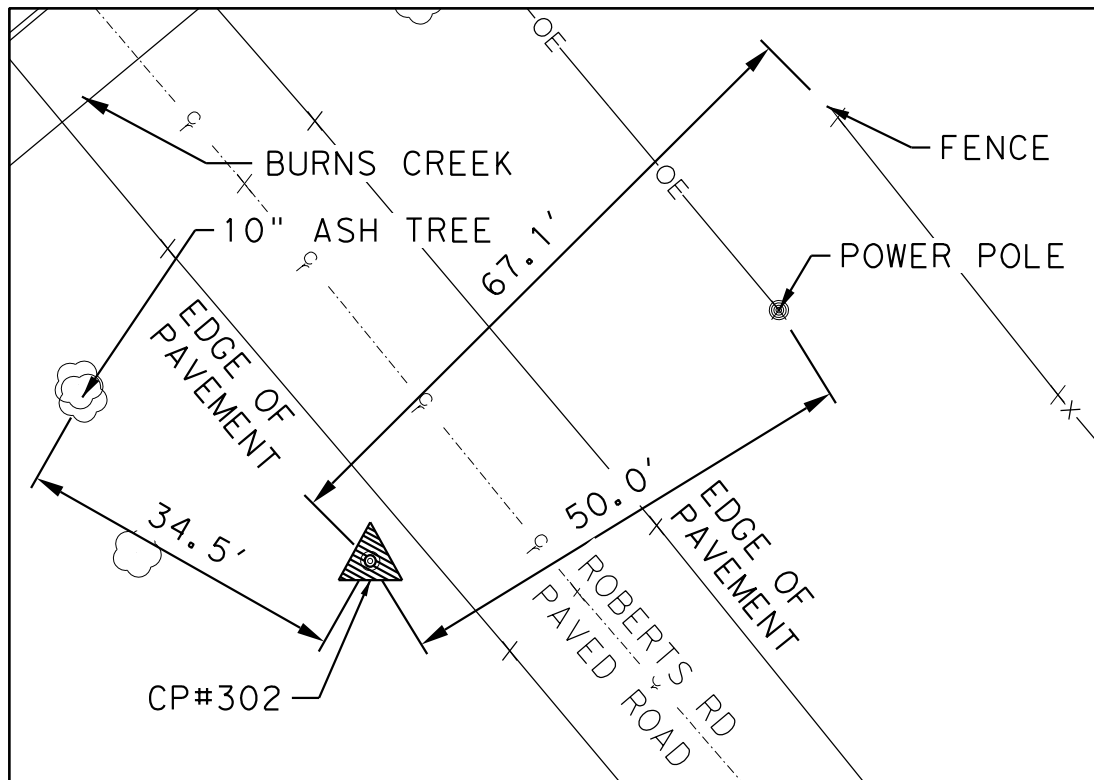 OE
BURNS CREEK
FENCE
10" ASH TREE
OE
67.1'
POWER POLE
EDGE OF
PAVEMENT
34.5'
50.0'
EDGE OF
PAVEMENT
ROBERTS RD
PAVED ROAD
X
CP#302